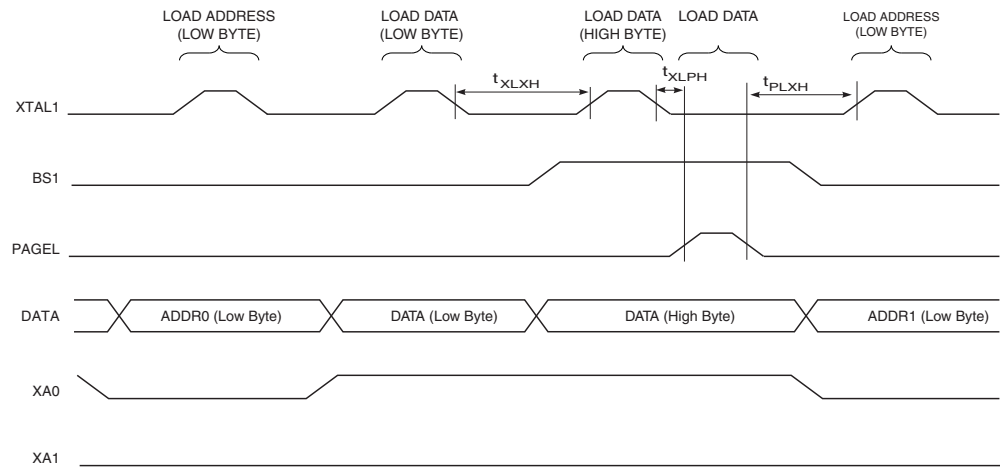 LOAD ADDRESS
(LOW BYTE)
LOAD DATA
(LOW BYTE)
LOAD DATA
(HIGH BYTE)
LOAD DATA
LOAD ADDRESS
(LOW BYTE)
tXLXH
tXLPH
tPLXH
XTAL1
BS1
PAGEL
DATA
ADDR0 (Low Byte)
DATA (Low Byte)
DATA (High Byte)
ADDR1 (Low Byte)
XA0
XA1